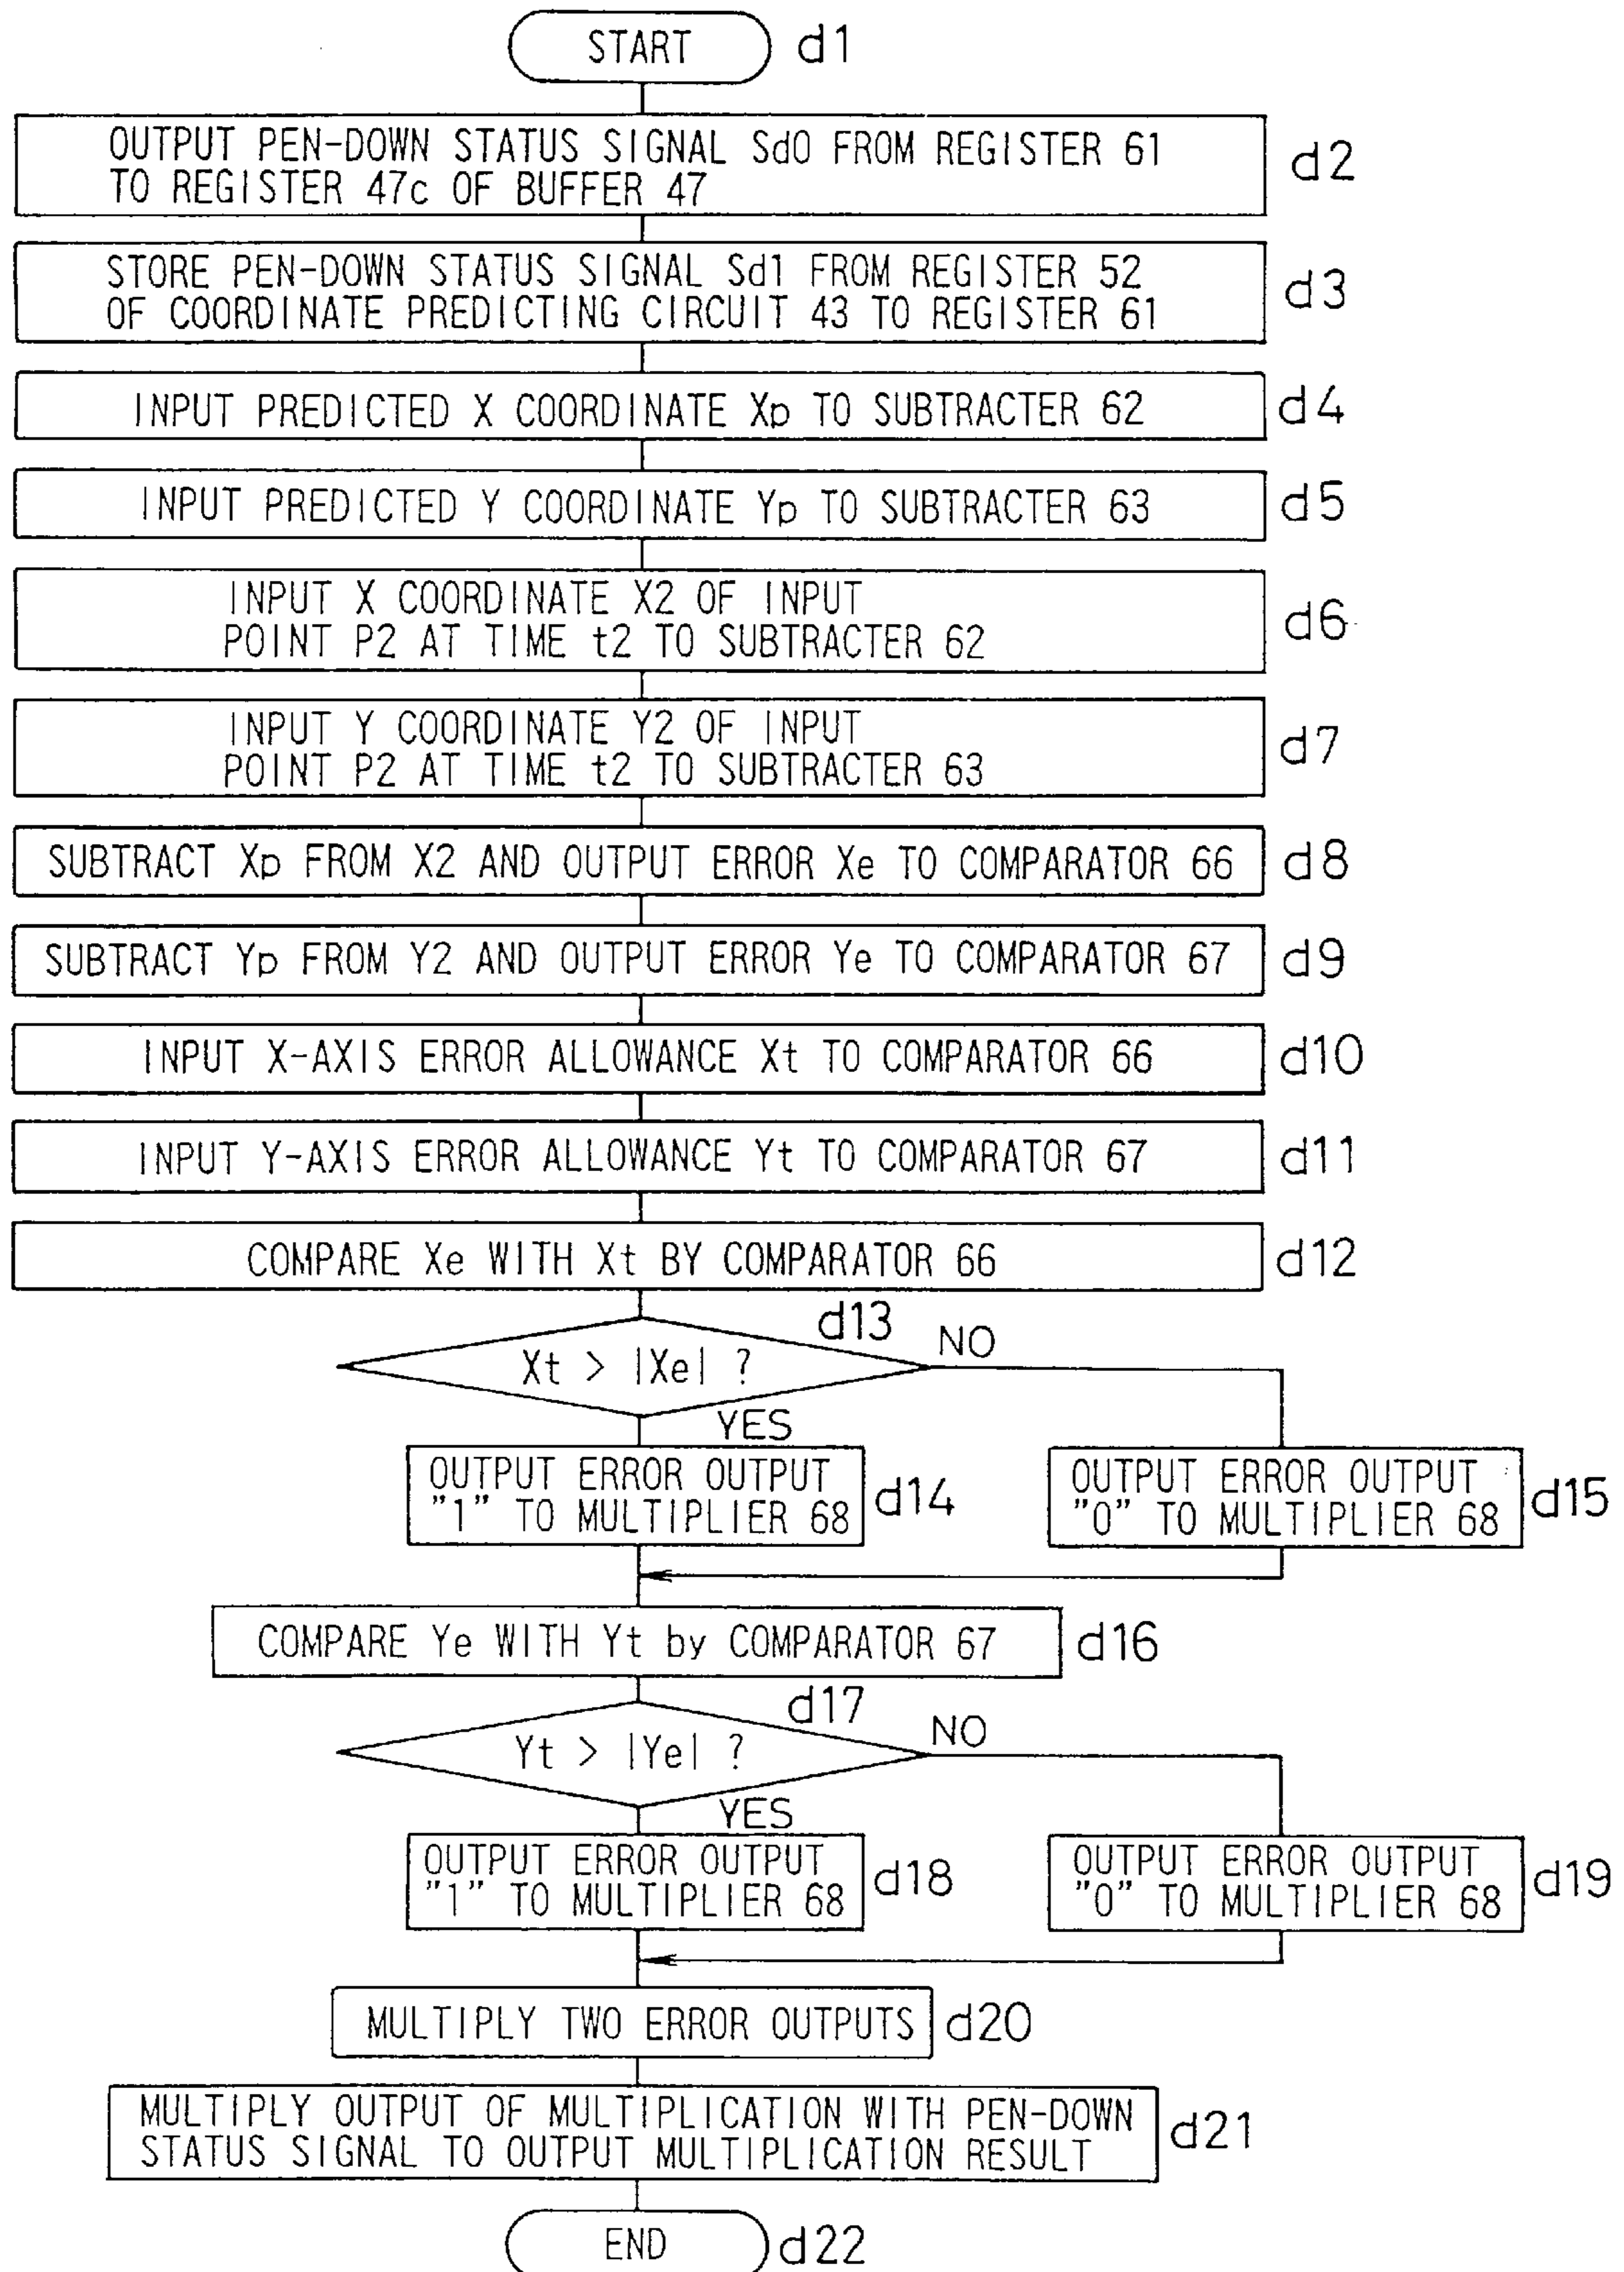 START d1
OUTPUT PEN-DOWN STATUS SIGNAL Sd0 FROM REGISTER 61
TO REGISTER 47c OF BUFFER 47
d2
STORE PEN-DOWN STATUS SIGNAL Sd1 FROM REGISTER 52
OF COORDINATE PREDICTING CIRCUIT 43 TO REGISTER 61
d3
INPUT PREDICTED X COORDINATE Xp TO SUBTRACTER 62 d4
INPUT PREDICTED Y COORDINATE Yp TO SUBTRACTER 63 d5
INPUT X COORDINATE X2 OF INPUT
POINT P2 AT TIME t2 TO SUBTRACTER 62
d6
INPUT Y COORDINATE Y2 OF INPUT
POINT P2 AT TIME t2 TO SUBTRACTER 63
d7
SUBTRACT Xp FROM X2 AND OUTPUT ERROR Xe TO COMPARATOR 66 d8
SUBTRACT Yp FROM Y2 AND OUTPUT ERROR Ye TO COMPARATOR 67 d9
INPUT X-AXIS ERROR ALLOWANCE Xt TO COMPARATOR 66 d10
INPUT Y-AXIS ERROR ALLOWANCE Yt TO COMPARATOR 67 d11
COMPARE Xe WITH Xt BY COMPARATOR 66 d12
d13
Xt > |Xe| ? NO
YES
OUTPUT ERROR OUTPUT
"1" TO MULTIPLIER 68
d14
OUTPUT ERROR OUTPUT
"0" TO MULTIPLIER 68
d15
COMPARE Ye WITH Yt by COMPARATOR 67 d16
d17
Yt > |Ye| ? NO
YES
OUTPUT ERROR OUTPUT
"1" TO MULTIPLIER 68
d18
OUTPUT ERROR OUTPUT
"0" TO MULTIPLIER 68
d19
MULTIPLY TWO ERROR OUTPUTS d20
MULTIPLY OUTPUT OF MULTIPLICATION WITH PEN-DOWN
STATUS SIGNAL TO OUTPUT MULTIPLICATION RESULT
d21
END d22